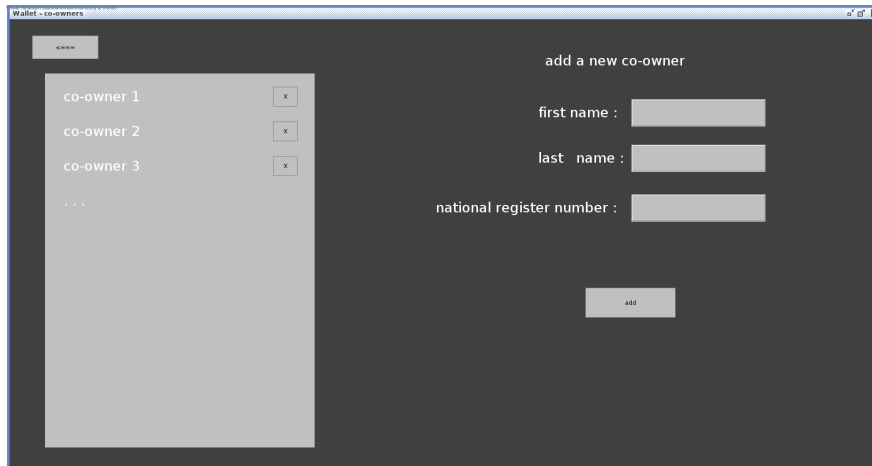 Wallet - co-owners
<===
co-owner 1 x
co-owner 2 x
co-owner 3 x
. . .
add a new co-owner
first name :
last name :
national register number :
add